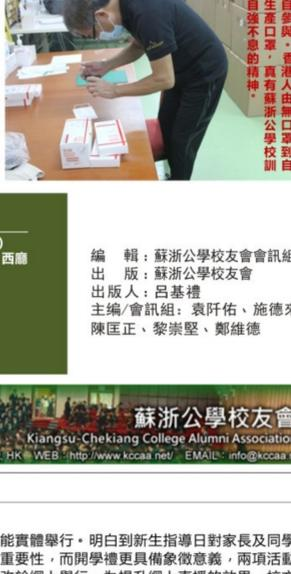 自參與。香港人由無口罩到自
生產口罩,真有蘇浙公學校訓
自強不息的精神。
西廳
編 輯:蘇浙公學校友會會訊組
出 版:蘇浙公學校友會
出版人:呂基禮
主編/會訊組:袁阡佑、施德來
陳匡正、黎崇堅、鄭維德
蘇浙公學校友會
Kiangsu-Chekiang College Alumni Association
HK WEB:http://www.kccaa.net/ EMAIL:info@kccaa
能實體舉行。明白到新生指導日對家長及同學
重要性,而開學禮更具備象徵意義,兩項活動